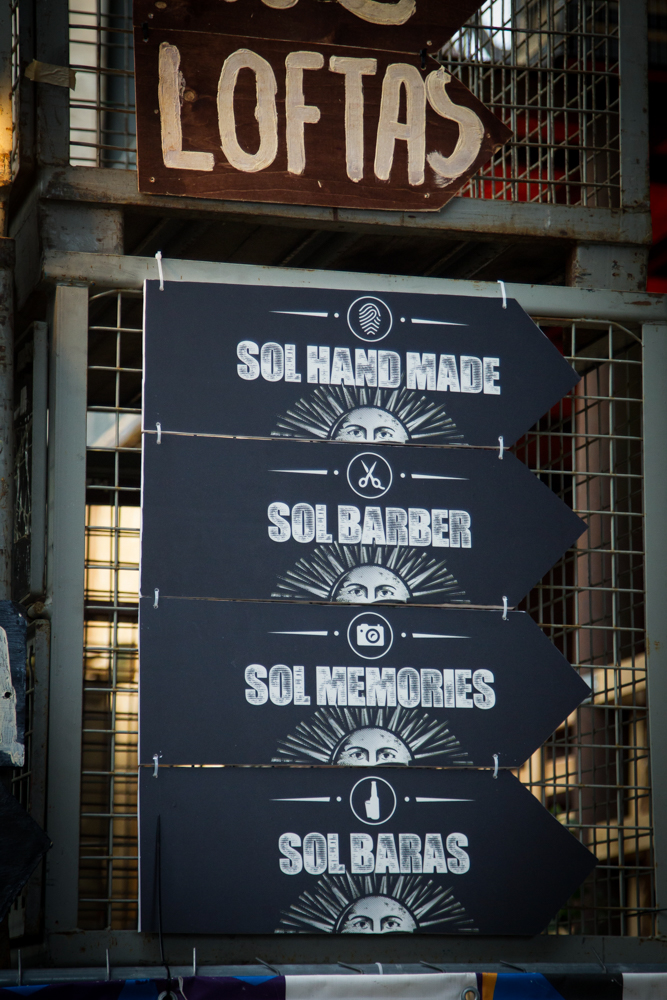 LOFTAS
SOL HAND MADE
SOL BARBER
SOL MEMORIES
SOL BARAS